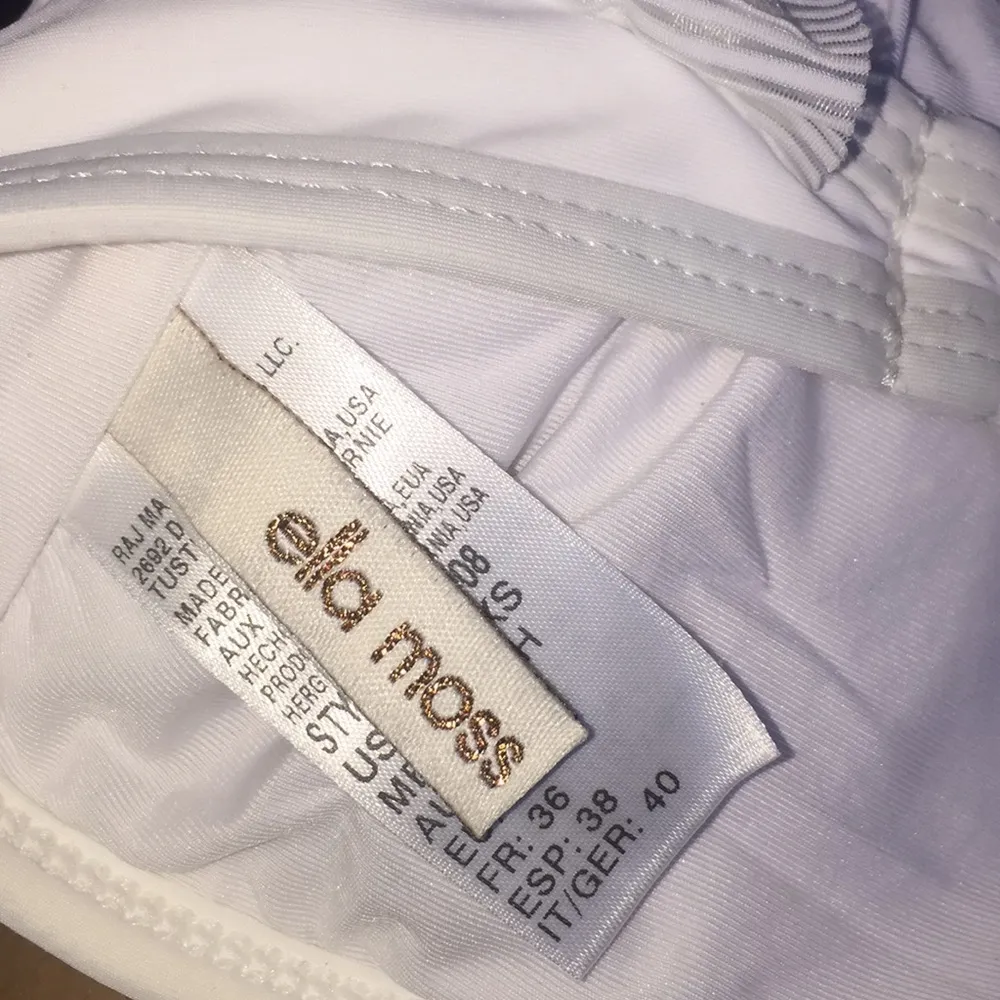 ella moss
RAJ MA LLC.
2692 D
TUST A, USA
MADE RNIE
FABR
AUX A, EUA
HECH NIA, USA
PROD NIA, USA
HERG
STY 08
US XS
ME
A
E
FR: 36
ESP: 38
IT/GER: 40